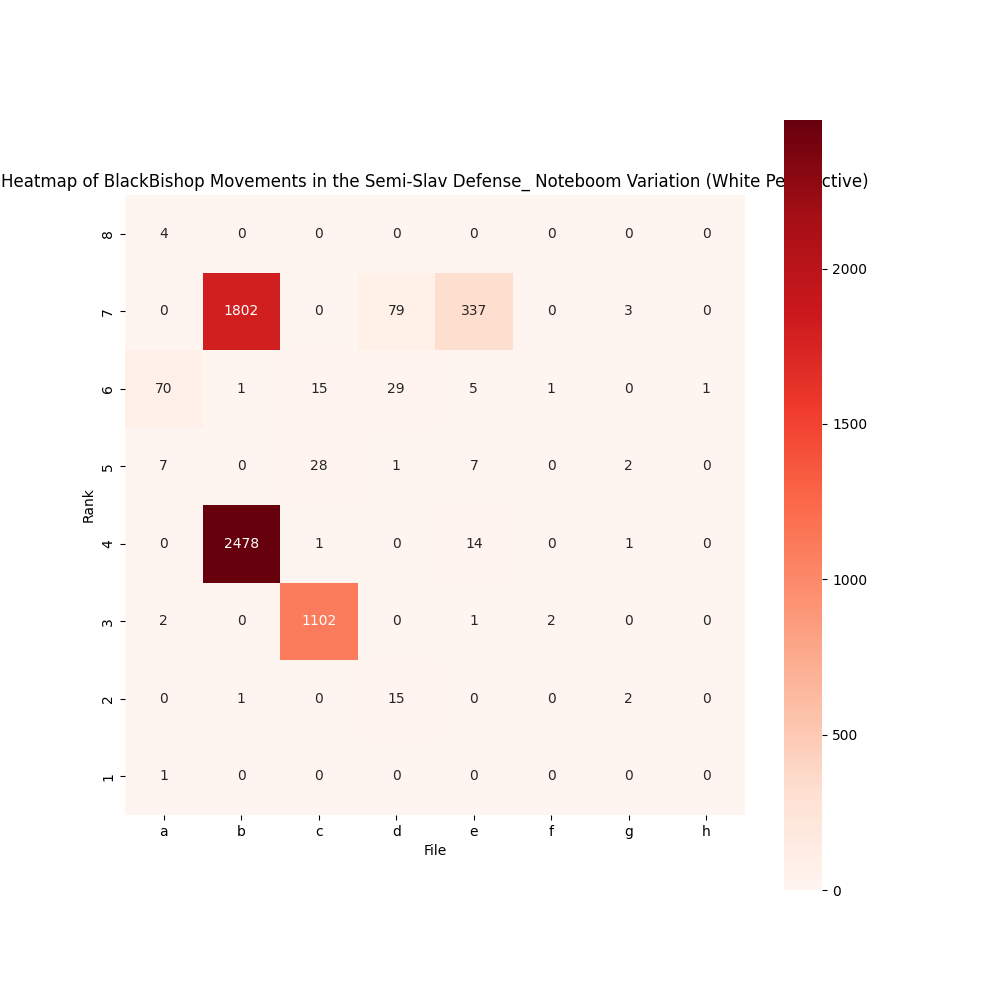 Heatmap of BlackBishop Movements in the Semi-Slav Defense_ Noteboom Variation (White Pe ctive)
8 4 0 0 0 0 0 0 0
7 0 1802 0 79 337 0 3 0
6 70 1 15 29 5 1 0 1
5 7 0 28 1 7 0 2 0
4 0 2478 1 0 14 0 1 0
3 2 0 1102 0 1 2 0 0
2 0 1 0 15 0 0 2 0
1 1 0 0 0 0 0 0 0
a b c d e f g h
File
Rank
2000
1500
1000
500
0